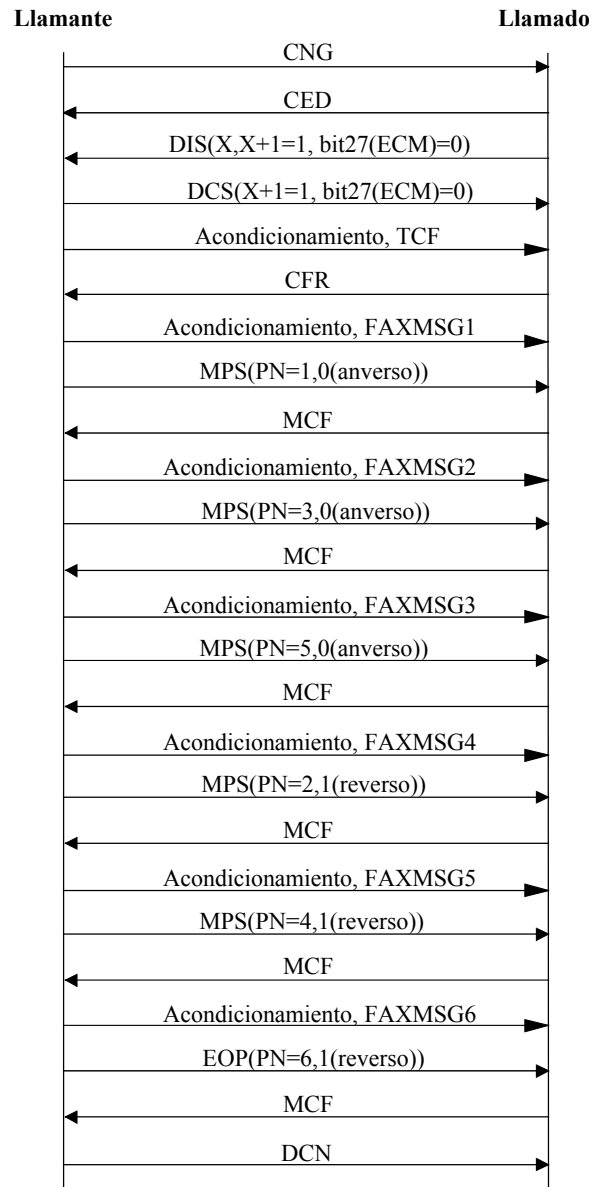 Llamante Llamado
CNG
CED
DIS(X,X+1=1, bit27(ECM)=0)
DCS(X+1=1, bit27(ECM)=0)
Acondicionamiento, TCF
CFR
Acondicionamiento, FAXMSG1
MPS(PN=1,0(anverso))
MCF
Acondicionamiento, FAXMSG2
MPS(PN=3,0(anverso))
MCF
Acondicionamiento, FAXMSG3
MPS(PN=5,0(anverso))
MCF
Acondicionamiento, FAXMSG4
MPS(PN=2,1(reverso))
MCF
Acondicionamiento, FAXMSG5
MPS(PN=4,1(reverso))
MCF
Acondicionamiento, FAXMSG6
EOP(PN=6,1(reverso))
MCF
DCN